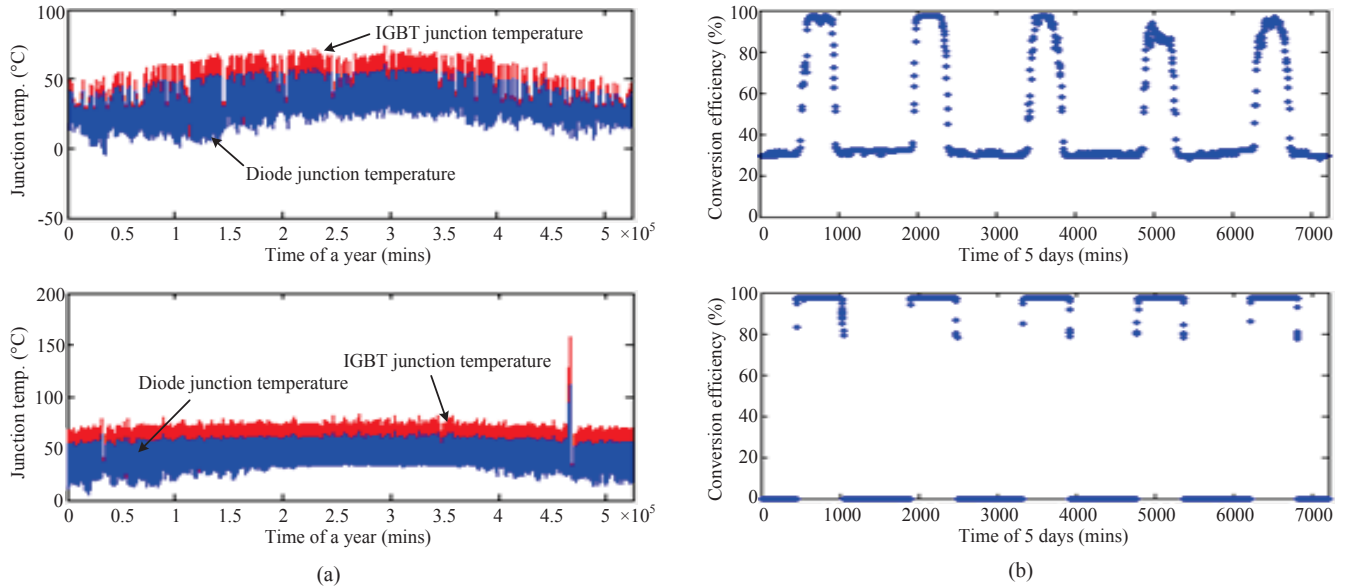 100
50
0
-50
Junction temp. (°C)
IGBT junction temperature
Diode junction temperature
0 0.5 1 1.5 2 2.5 3 3.5 4 4.5 5 ×10⁵
Time of a year (mins)
200
150
100
50
0
Junction temp. (°C)
IGBT junction temperature
Diode junction temperature
0 0.5 1 1.5 2 2.5 3 3.5 4 4.5 5 ×10⁵
Time of a year (mins)
(a)
100
80
60
40
20
0
Conversion efficiency (%)
0 1000 2000 3000 4000 5000 6000 7000
Time of 5 days (mins)
100
80
60
40
20
0
Conversion efficiency (%)
0 1000 2000 3000 4000 5000 6000 7000
Time of 5 days (mins)
(b)